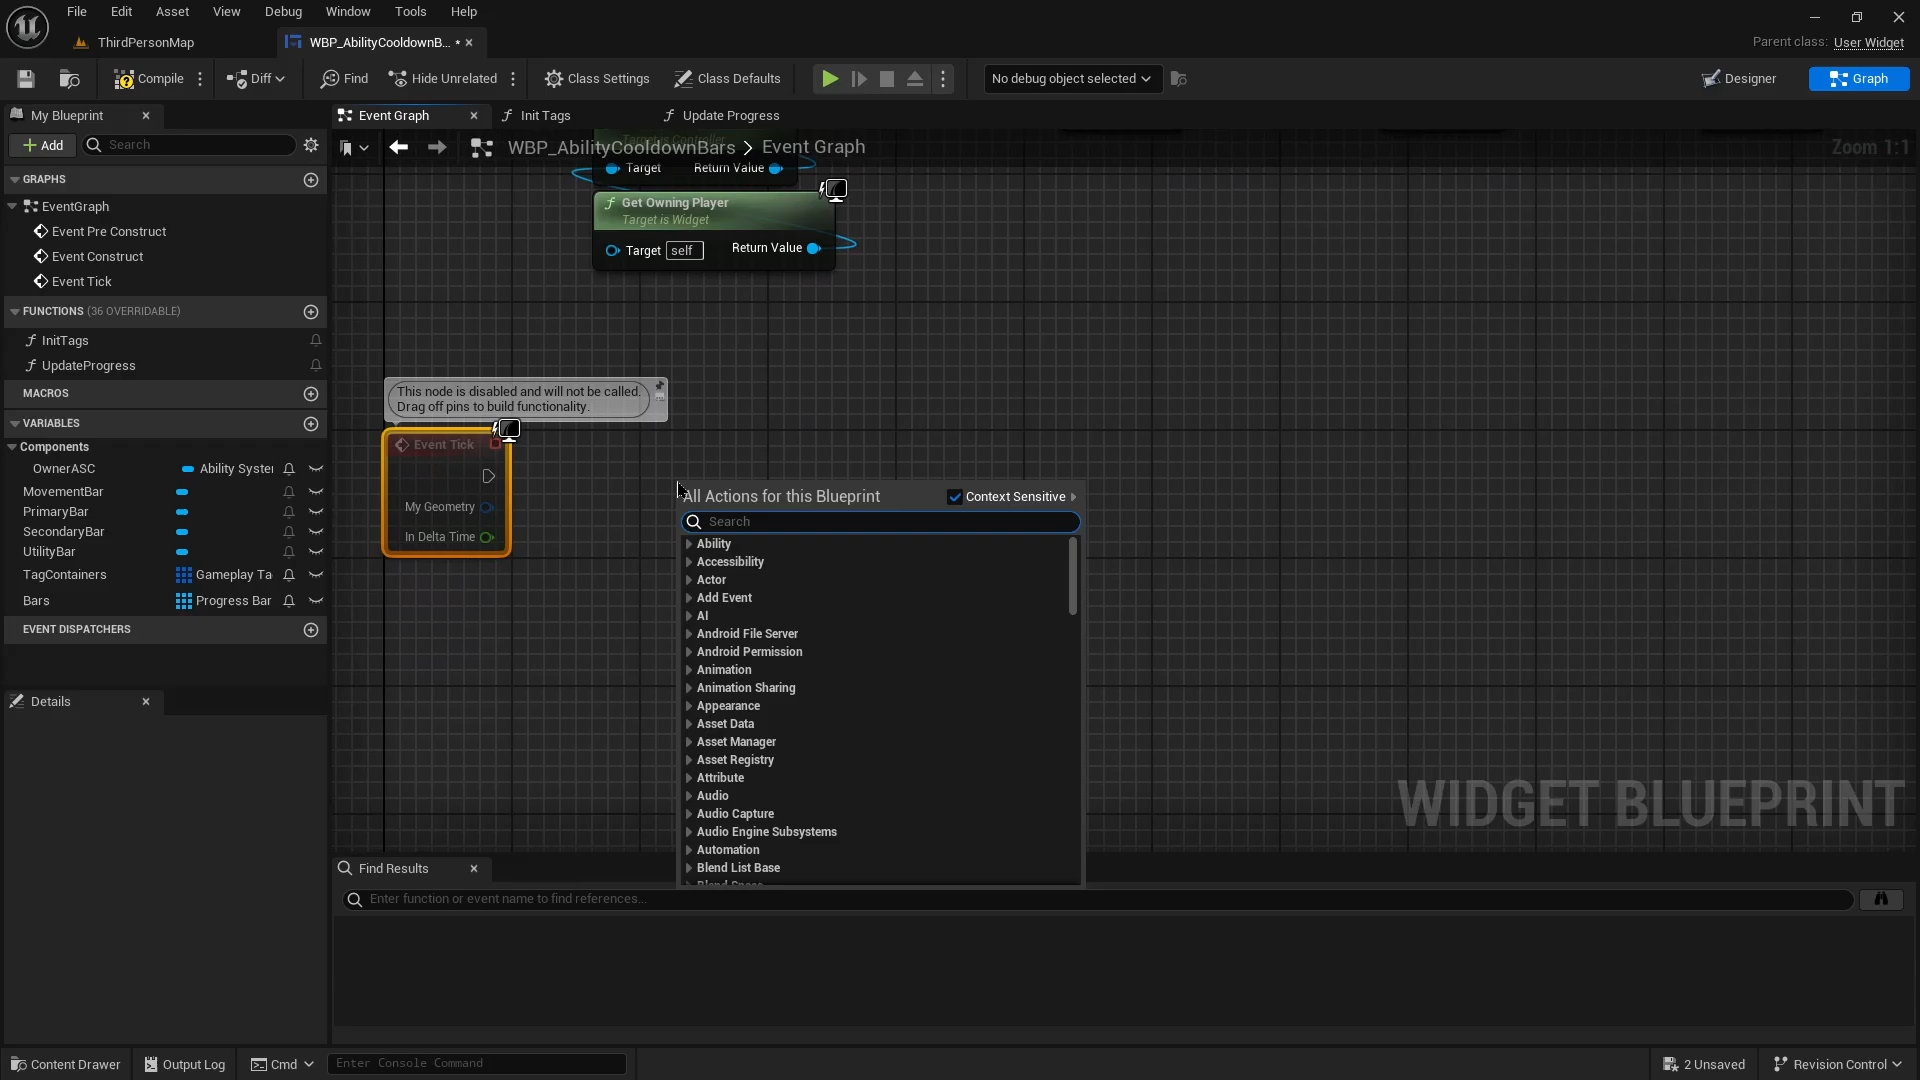 File Edit Asset View Debug Window Tools Help
ThirdPersonMap
WBP_AbilityCooldownB... *
Parent class: User Widget
Compile
Diff
Find
Hide Unrelated
Class Settings
Class Defaults
No debug object selected
Designer
Graph
My Blueprint
Add
Search
GRAPHS
EventGraph
Event Pre Construct
Event Construct
Event Tick
FUNCTIONS (36 OVERRIDABLE)
InitTags
UpdateProgress
MACROS
VARIABLES
Components
OwnerASC Ability Syste
MovementBar
PrimaryBar
SecondaryBar
UtilityBar
TagContainers Gameplay Ta
Bars Progress Bar
EVENT DISPATCHERS
Details
Event Graph
Init Tags
Update Progress
WBP_AbilityCooldownBars > Event Graph
Zoom 1:1
Target is Controller
Target Return Value
Get Owning Player
Target is Widget
Target self Return Value
This node is disabled and will not be called.
Drag off pins to build functionality.
Event Tick
My Geometry
In Delta Time
All Actions for this Blueprint
Context Sensitive
Search
Ability
Accessibility
Actor
Add Event
AI
Android File Server
Android Permission
Animation
Animation Sharing
Appearance
Asset Data
Asset Manager
Asset Registry
Attribute
Audio
Audio Capture
Audio Engine Subsystems
Automation
Blend List Base
WIDGET BLUEPRINT
Find Results
Enter function or event name to find references...
Content Drawer
Output Log
Cmd
Enter Console Command
2 Unsaved
Revision Control